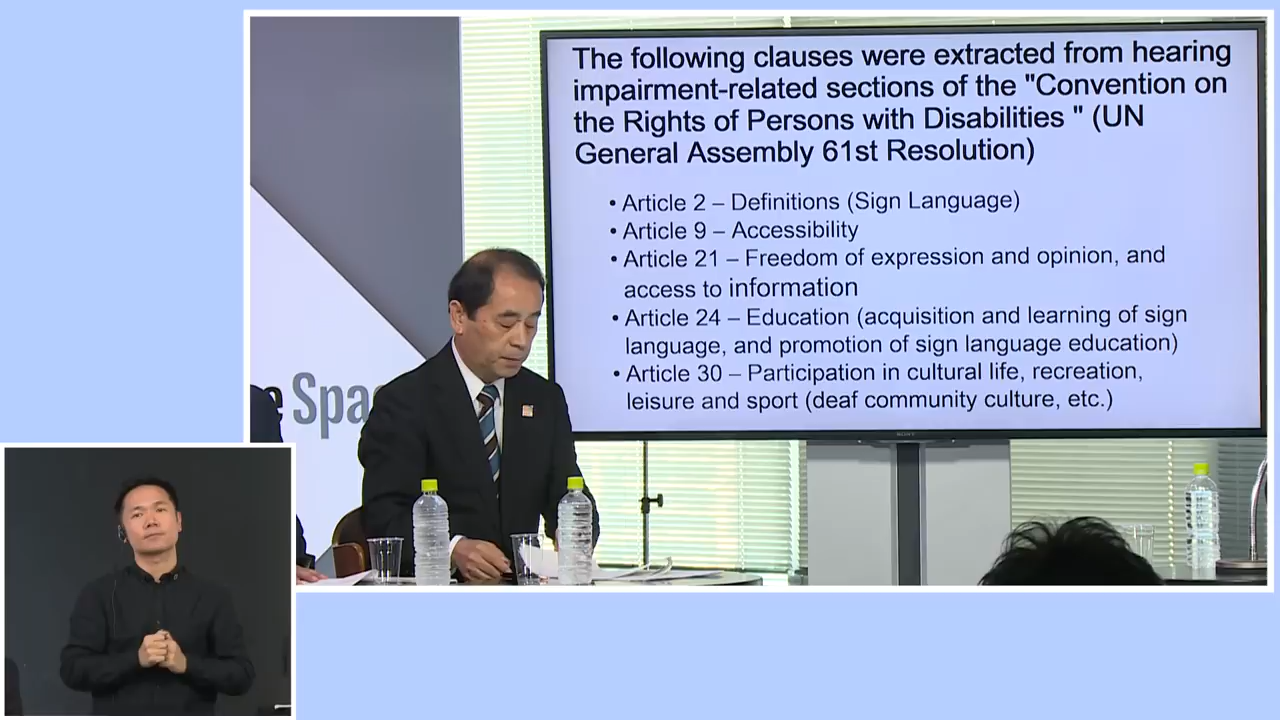 The following clauses were extracted from hearing
impairment-related sections of the "Convention on
the Rights of Persons with Disabilities " (UN
General Assembly 61st Resolution)
• Article 2 – Definitions (Sign Language)
• Article 9 – Accessibility
• Article 21 – Freedom of expression and opinion, and
access to information
• Article 24 – Education (acquisition and learning of sign
language, and promotion of sign language education)
• Article 30 – Participation in cultural life, recreation,
leisure and sport (deaf community culture, etc.)
SONY
e Spa